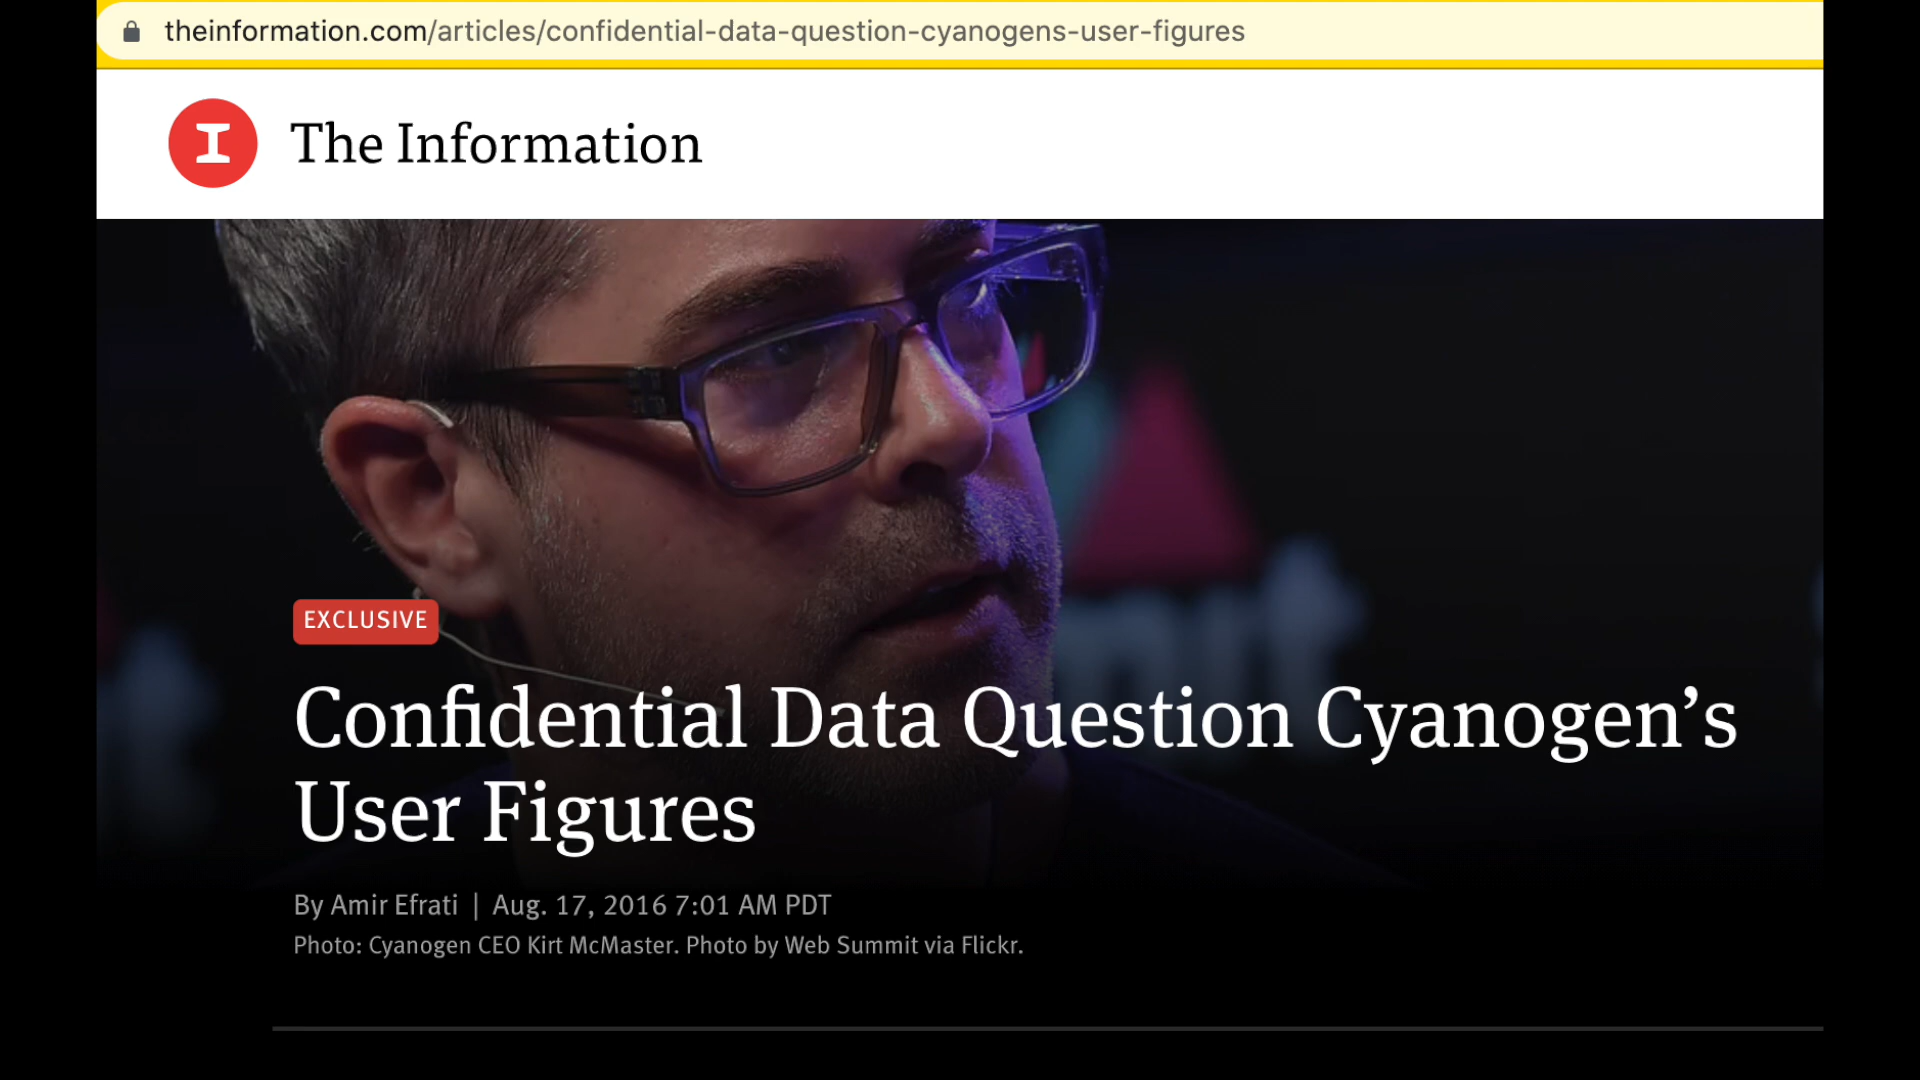 theinformation.com/articles/confidential-data-question-cyanogens-user-figures
I
The Information
EXCLUSIVE
Confidential Data Question Cyanogen’s
User Figures
By Amir Efrati | Aug. 17, 2016 7:01 AM PDT
Photo: Cyanogen CEO Kirt McMaster. Photo by Web Summit via Flickr.